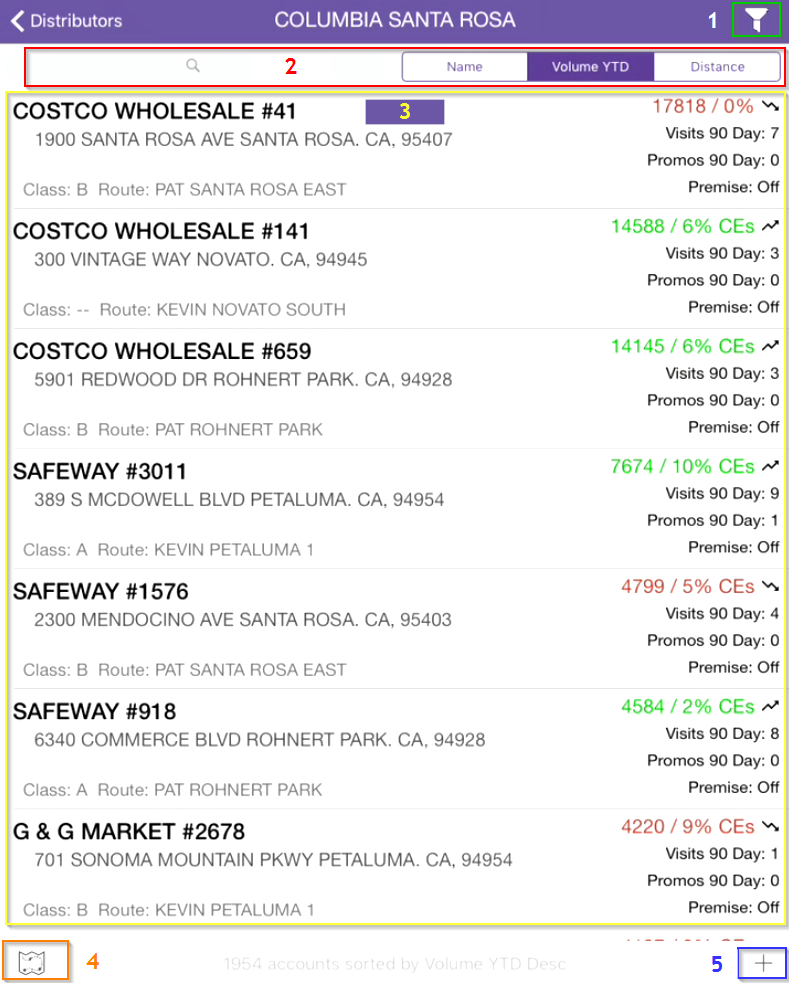 Distributors COLUMBIA SANTA ROSA 1
2 Name Volume YTD Distance
COSTCO WHOLESALE #41 3 17818 / 0%
1900 SANTA ROSA AVE SANTA ROSA. CA, 95407 Visits 90 Day: 7
Promos 90 Day: 0
Class: B Route: PAT SANTA ROSA EAST Premise: Off
COSTCO WHOLESALE #141 14588 / 6% CEs
300 VINTAGE WAY NOVATO. CA, 94945 Visits 90 Day: 3
Promos 90 Day: 0
Class: -- Route: KEVIN NOVATO SOUTH Premise: Off
COSTCO WHOLESALE #659 14145 / 6% CEs
5901 REDWOOD DR ROHNERT PARK. CA, 94928 Visits 90 Day: 3
Promos 90 Day: 0
Class: B Route: PAT ROHNERT PARK Premise: Off
SAFEWAY #3011 7674 / 10% CEs
389 S MCDOWELL BLVD PETALUMA. CA, 94954 Visits 90 Day: 9
Promos 90 Day: 1
Class: A Route: KEVIN PETALUMA 1 Premise: Off
SAFEWAY #1576 4799 / 5% CEs
2300 MENDOCINO AVE SANTA ROSA. CA, 95403 Visits 90 Day: 4
Promos 90 Day: 0
Class: B Route: PAT SANTA ROSA EAST Premise: Off
SAFEWAY #918 4584 / 2% CEs
6340 COMMERCE BLVD ROHNERT PARK. CA, 94928 Visits 90 Day: 8
Promos 90 Day: 0
Class: A Route: PAT ROHNERT PARK Premise: Off
G & G MARKET #2678 4220 / 9% CEs
701 SONOMA MOUNTAIN PKWY PETALUMA. CA, 94954 Visits 90 Day: 1
Promos 90 Day: 0
Class: B Route: KEVIN PETALUMA 1 Premise: Off
4 1954 accounts sorted by Volume YTD Desc 5